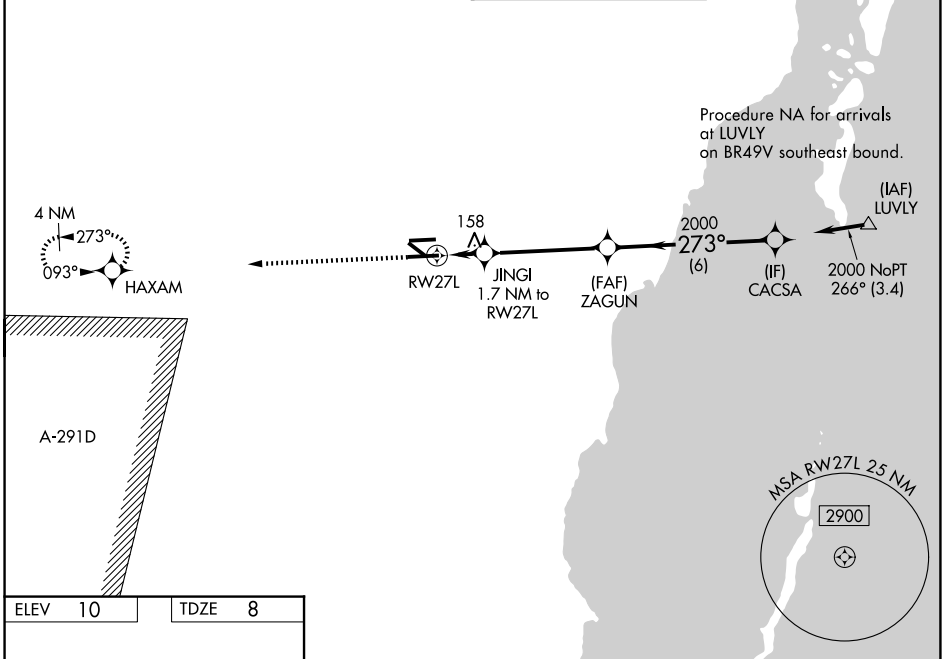 Procedure NA for arrivals
at LUVLY
on BR49V southeast bound.
(IAF)
LUVLY
4 NM
273°
093°
HAXAM
158
2000
273°
(6)
RW27L
JINGI
1.7 NM to
RW27L
(FAF)
ZAGUN
(IF)
CACSA
2000 NoPT
266° (3.4)
A-291D
MSA RW27L 25 NM
2900
ELEV 10
TDZE 8